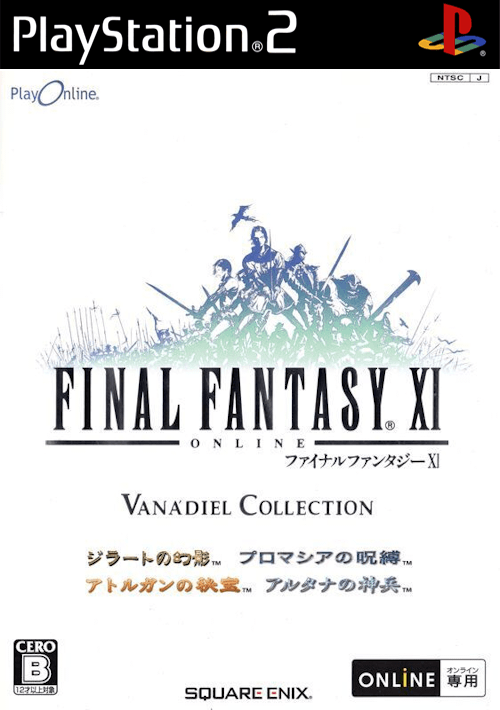 PlayStation®2
NTSC J
PlayOnline®
FINAL FANTASY® XI
ONLINE
ファイナルファンタジーXI
VANA'DIEL COLLECTION
ジラートの幻影™ プロマシアの呪縛™
アトルガンの秘宝™ アルタナの神兵™
CERO
B
12才以上対象
SQUARE ENIX®
ONLINE オンライン専用